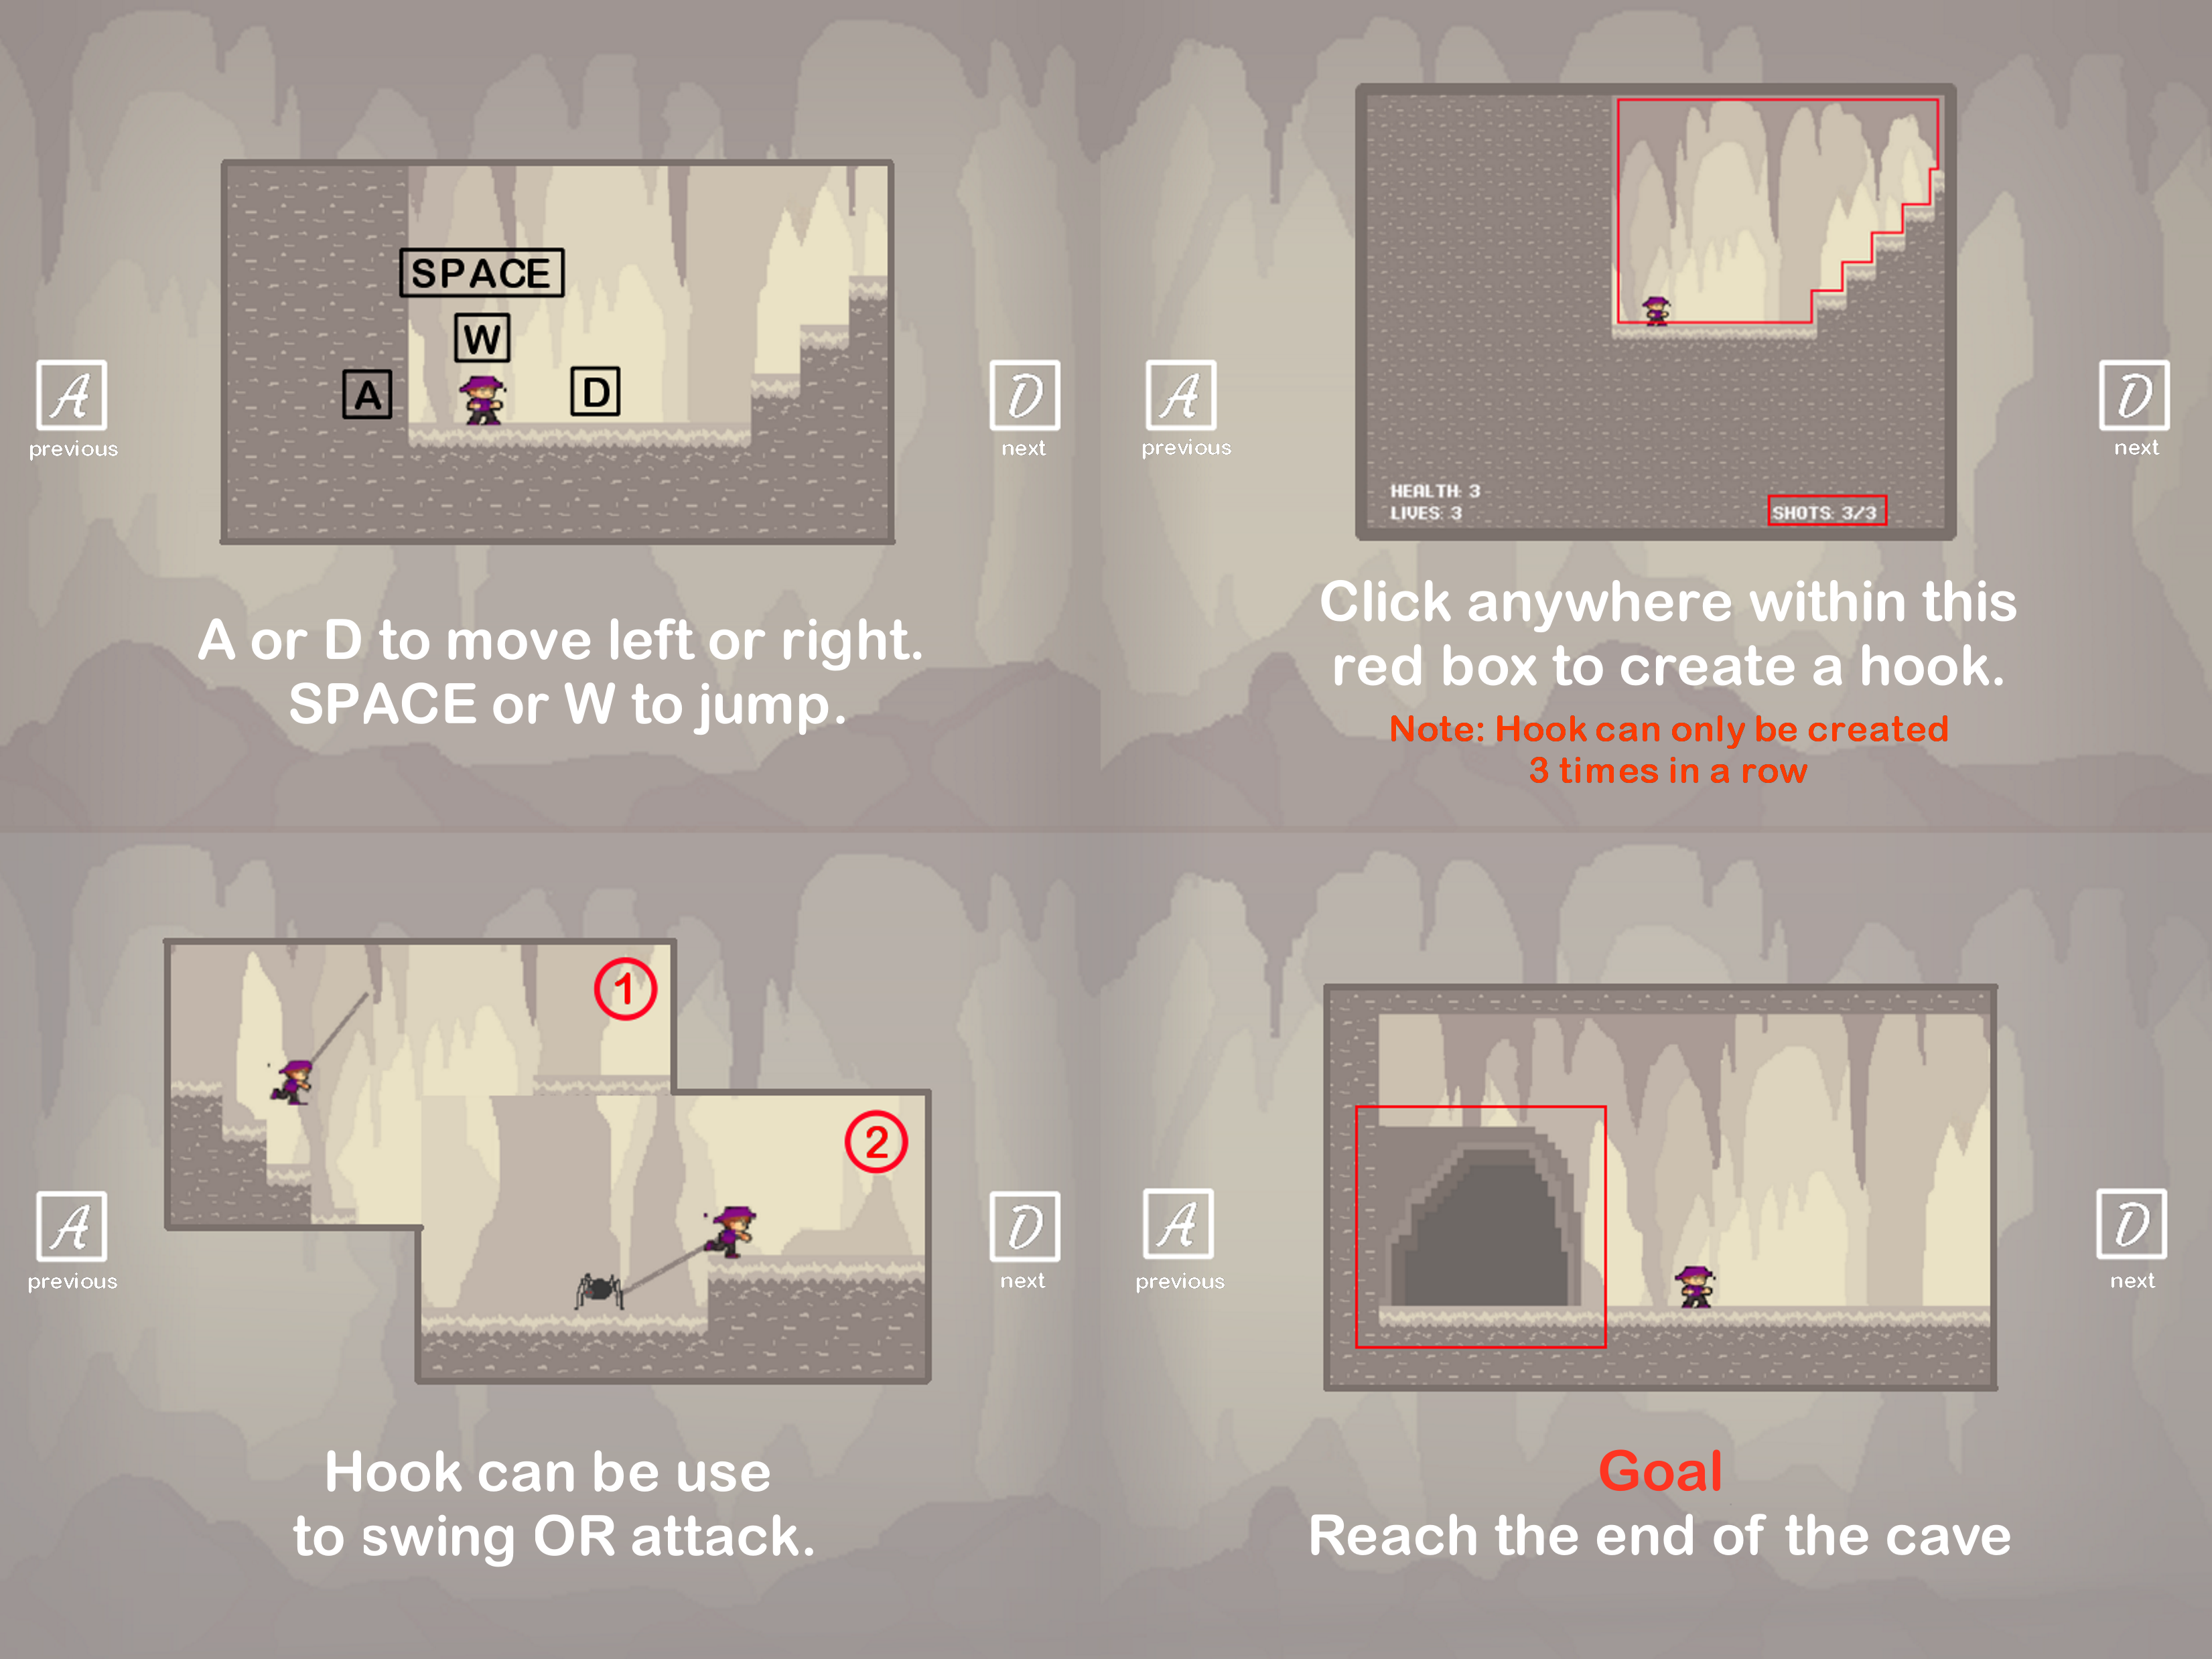 SPACE
W
A
D
A
previous
D
next
A or D to move left or right.
SPACE or W to jump.
HEALTH: 3
LIVES: 3
SHOTS: 3/3
A
previous
D
next
Click anywhere within this
red box to create a hook.
Note: Hook can only be created
3 times in a row
1
2
A
previous
D
next
Hook can be use
to swing OR attack.
A
previous
D
next
Goal
Reach the end of the cave